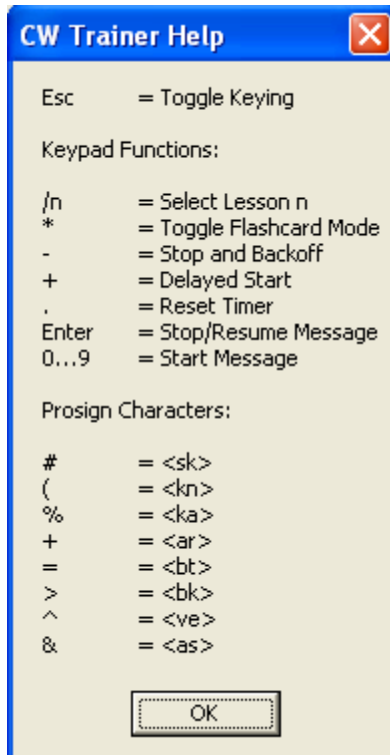 CW Trainer Help
Esc = Toggle Keying
Keypad Functions:
/n = Select Lesson n
* = Toggle Flashcard Mode
- = Stop and Backoff
+ = Delayed Start
. = Reset Timer
Enter = Stop/Resume Message
0...9 = Start Message
Prosign Characters:
# = <sk>
( = <kn>
% = <ka>
+ = <ar>
= = <bt>
> = <bk>
^ = <ve>
& = <as>
OK